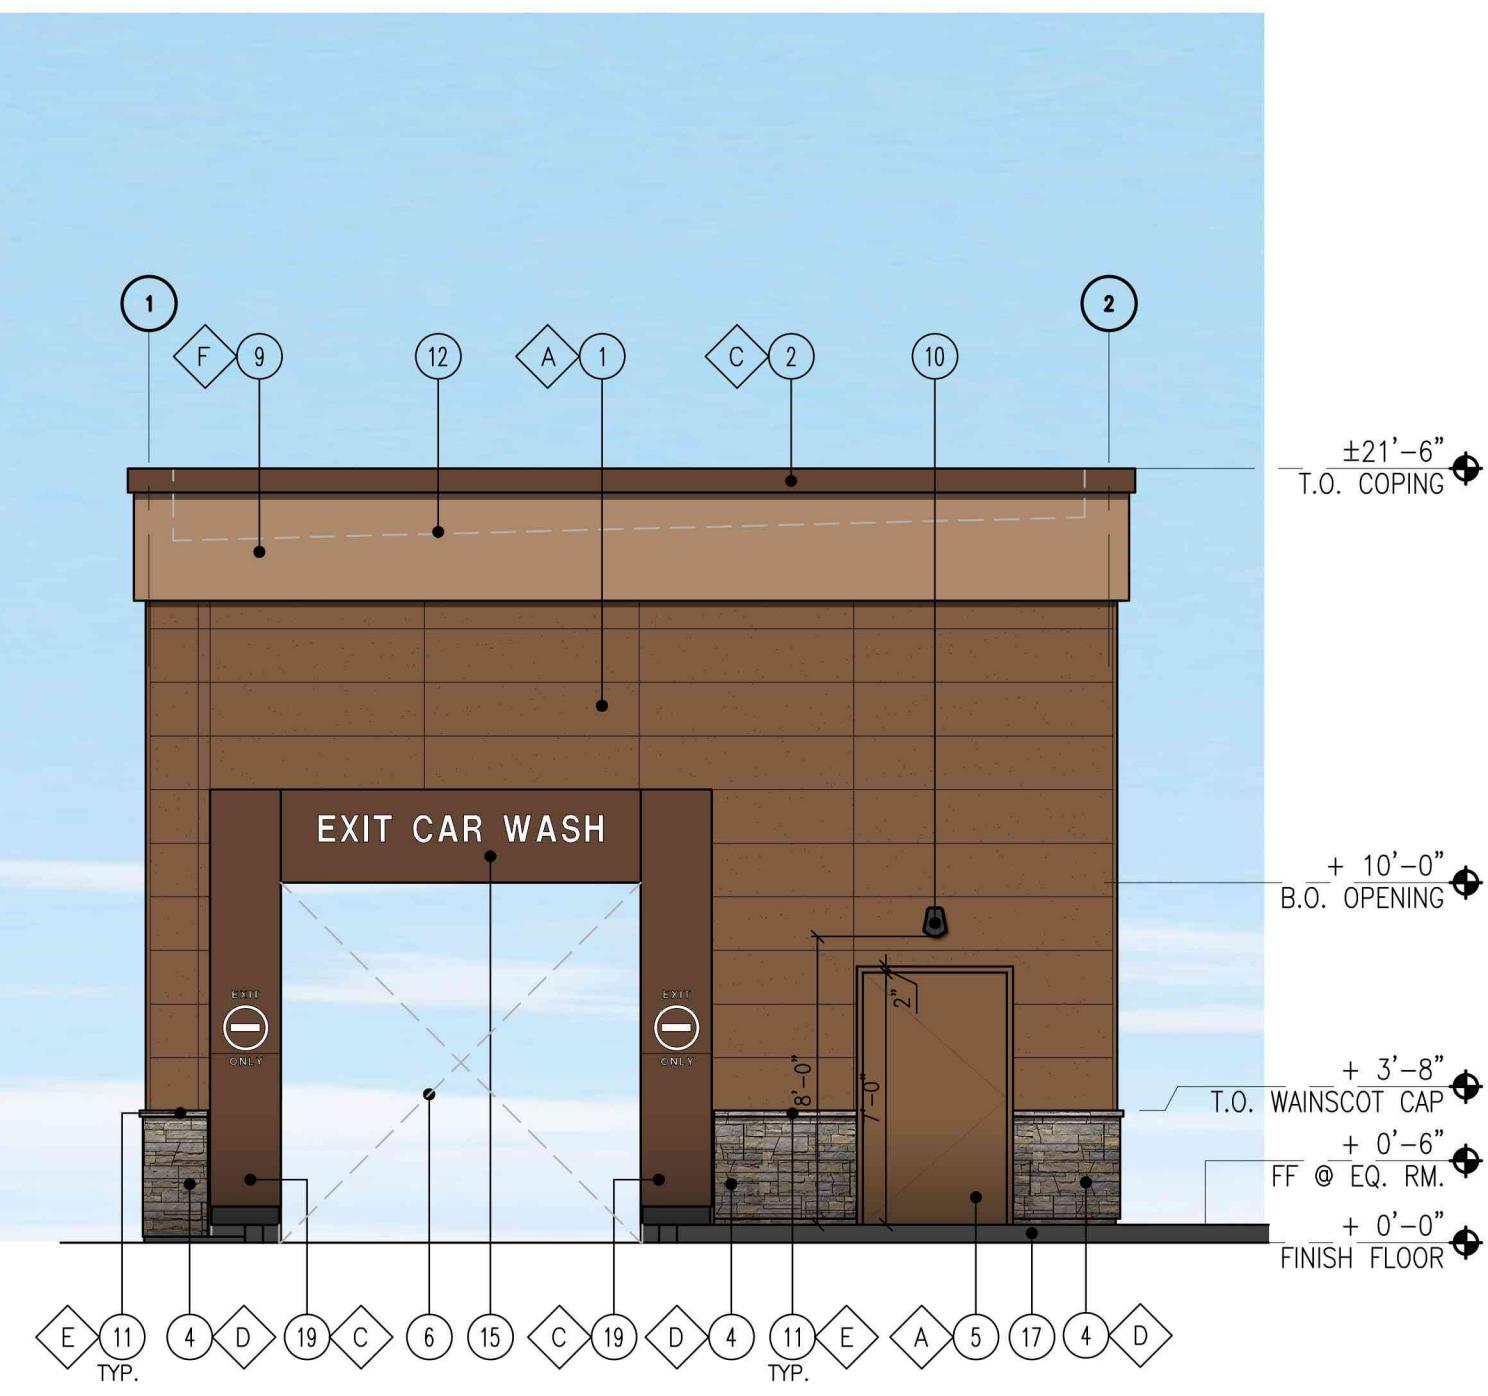 1
2
F 9
12
A 1
C 2
10
±21'-6"
T.O. COPING
EXIT CAR WASH
+ 10'-0"
B.O. OPENING
EXIT
ONLY
EXIT
ONLY
2"
8'-0"
7'-0"
+ 3'-8"
T.O. WAINSCOT CAP
+ 0'-6"
FF @ EQ. RM.
+ 0'-0"
FINISH FLOOR
E 11
TYP.
4 D
19 C
6
15
C 19
D 4
11 E
TYP.
A 5
17
4 D